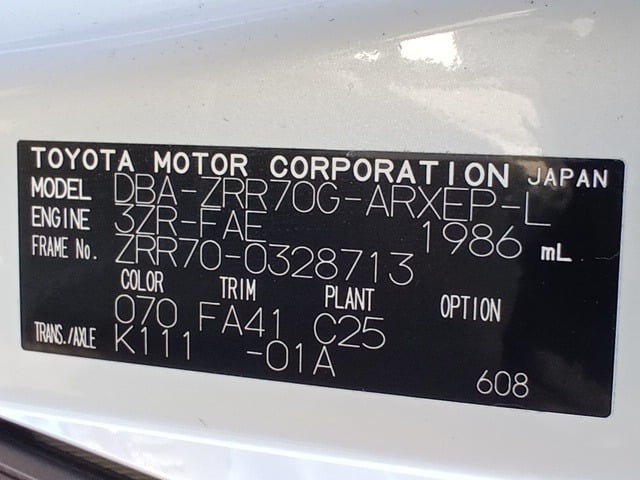 TOYOTA MOTOR CORPORATION JAPAN
MODEL DBA-ZRR70G-ARXEP-L
ENGINE 3ZR-FAE 1986 mL
FRAME No. ZRR70-0328713
COLOR TRIM PLANT OPTION
070 FA41 C25
TRANS./AXLE K111 -01A
608